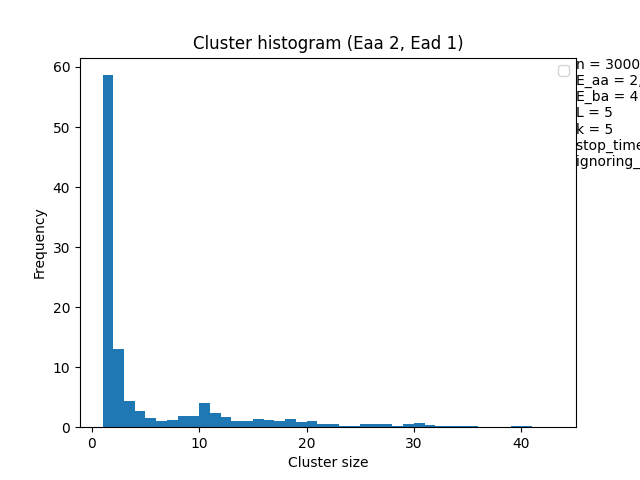 Cluster histogram (Eaa 2, Ead 1)
n = 3000
E_aa = 2,
E_ba = 4
L = 5
k = 5
stop_time
ignoring_
60
50
40
30
20
10
0
Frequency
0 10 20 30 40
Cluster size